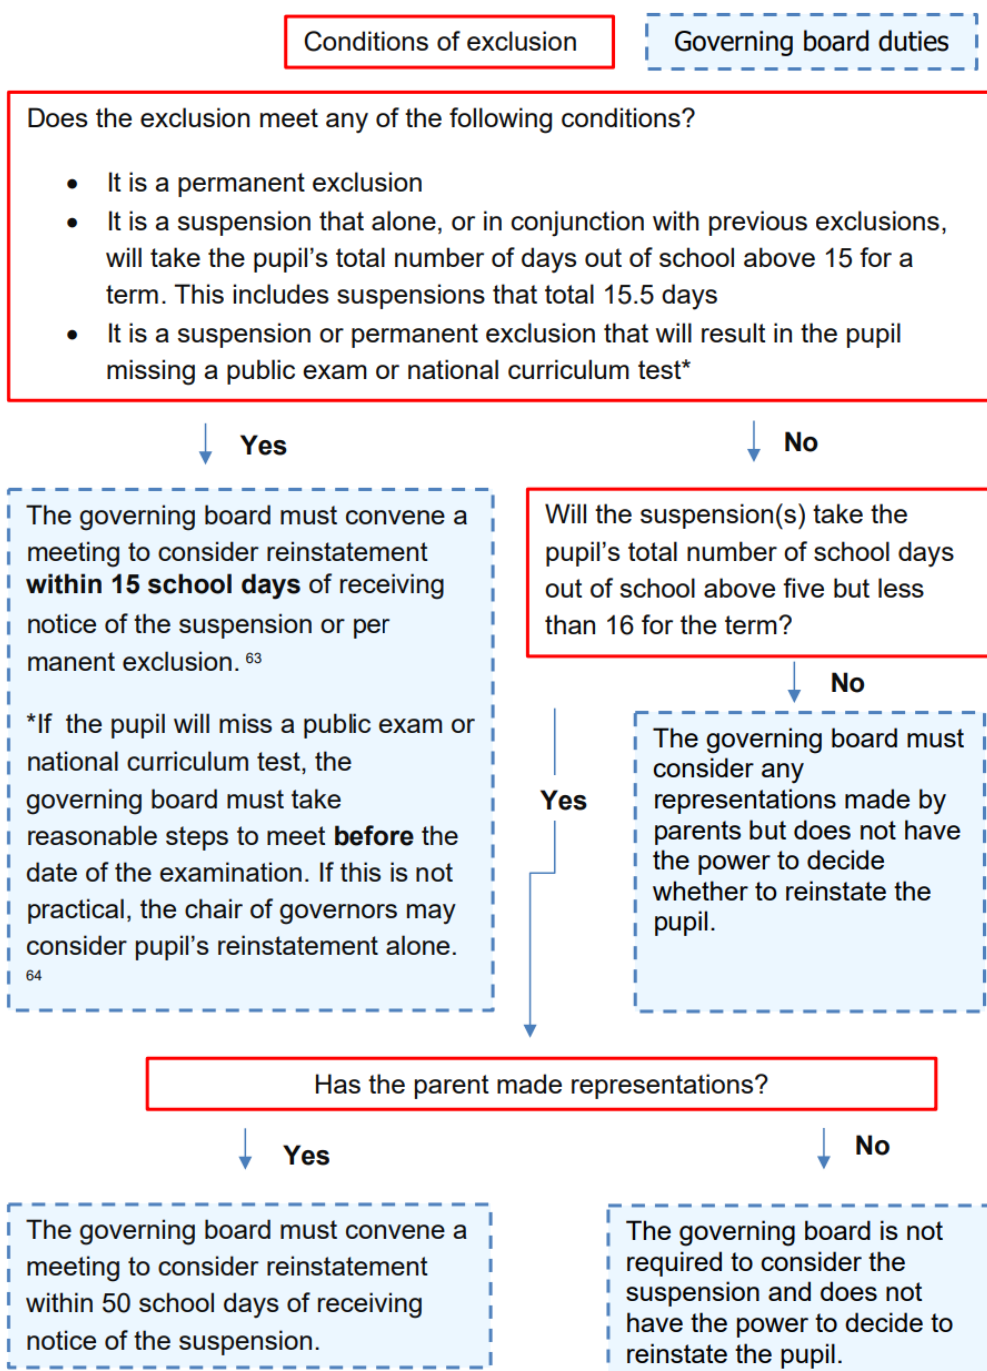 Conditions of exclusion
Governing board duties
Does the exclusion meet any of the following conditions?
• It is a permanent exclusion
• It is a suspension that alone, or in conjunction with previous exclusions,
will take the pupil's total number of days out of school above 15 for a
term. This includes suspensions that total 15.5 days
• It is a suspension or permanent exclusion that will result in the pupil
missing a public exam or national curriculum test*
Yes
No
The governing board must convene a
meeting to consider reinstatement
within 15 school days of receiving
notice of the suspension or per
manent exclusion. 63
*If the pupil will miss a public exam or
national curriculum test, the
governing board must take
reasonable steps to meet before the
date of the examination. If this is not
practical, the chair of governors may
consider pupil's reinstatement alone.
64
Will the suspension(s) take the
pupil's total number of school days
out of school above five but less
than 16 for the term?
No
Yes
The governing board must
consider any
representations made by
parents but does not have
the power to decide
whether to reinstate the
pupil.
Has the parent made representations?
Yes
No
The governing board must convene a
meeting to consider reinstatement
within 50 school days of receiving
notice of the suspension.
The governing board is not
required to consider the
suspension and does not
have the power to decide to
reinstate the pupil.